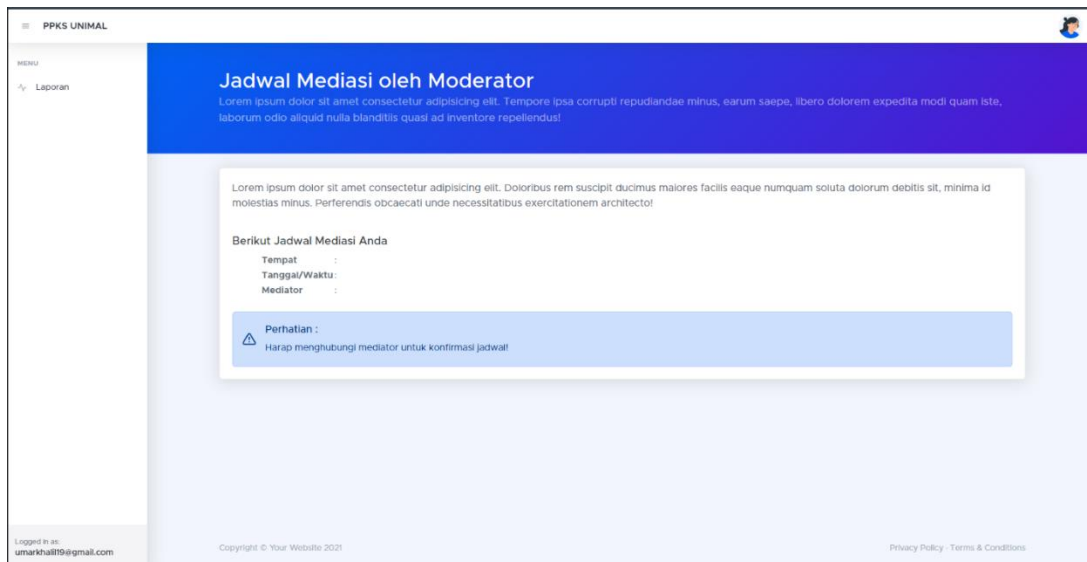 PPKS UNIMAL
MENU
Laporan
Jadwal Mediasi oleh Moderator
Lorem ipsum dolor sit amet consectetur adipisicing elit. Tempore ipsa corrupti repudiandae minus, earum saepe, libero dolorem expedita modi quam iste,
laborum odio aliquid nulla blanditiis quasi ad inventore repellendus!
Lorem ipsum dolor sit amet consectetur adipisicing elit. Doloribus rem suscipit ducimus maiores facilis eaque numquam soluta dolorum debitis sit, minima id
molestias minus. Perferendis obcaecati unde necessitatibus exercitationem architecto!
Berikut Jadwal Mediasi Anda
Tempat :
Tanggal/Waktu :
Mediator :
Perhatian :
Harap menghubungi mediator untuk konfirmasi jadwal!
Logged in as:
umarkhalil19@gmail.com
Copyright © Your Website 2021
Privacy Policy · Terms & Conditions